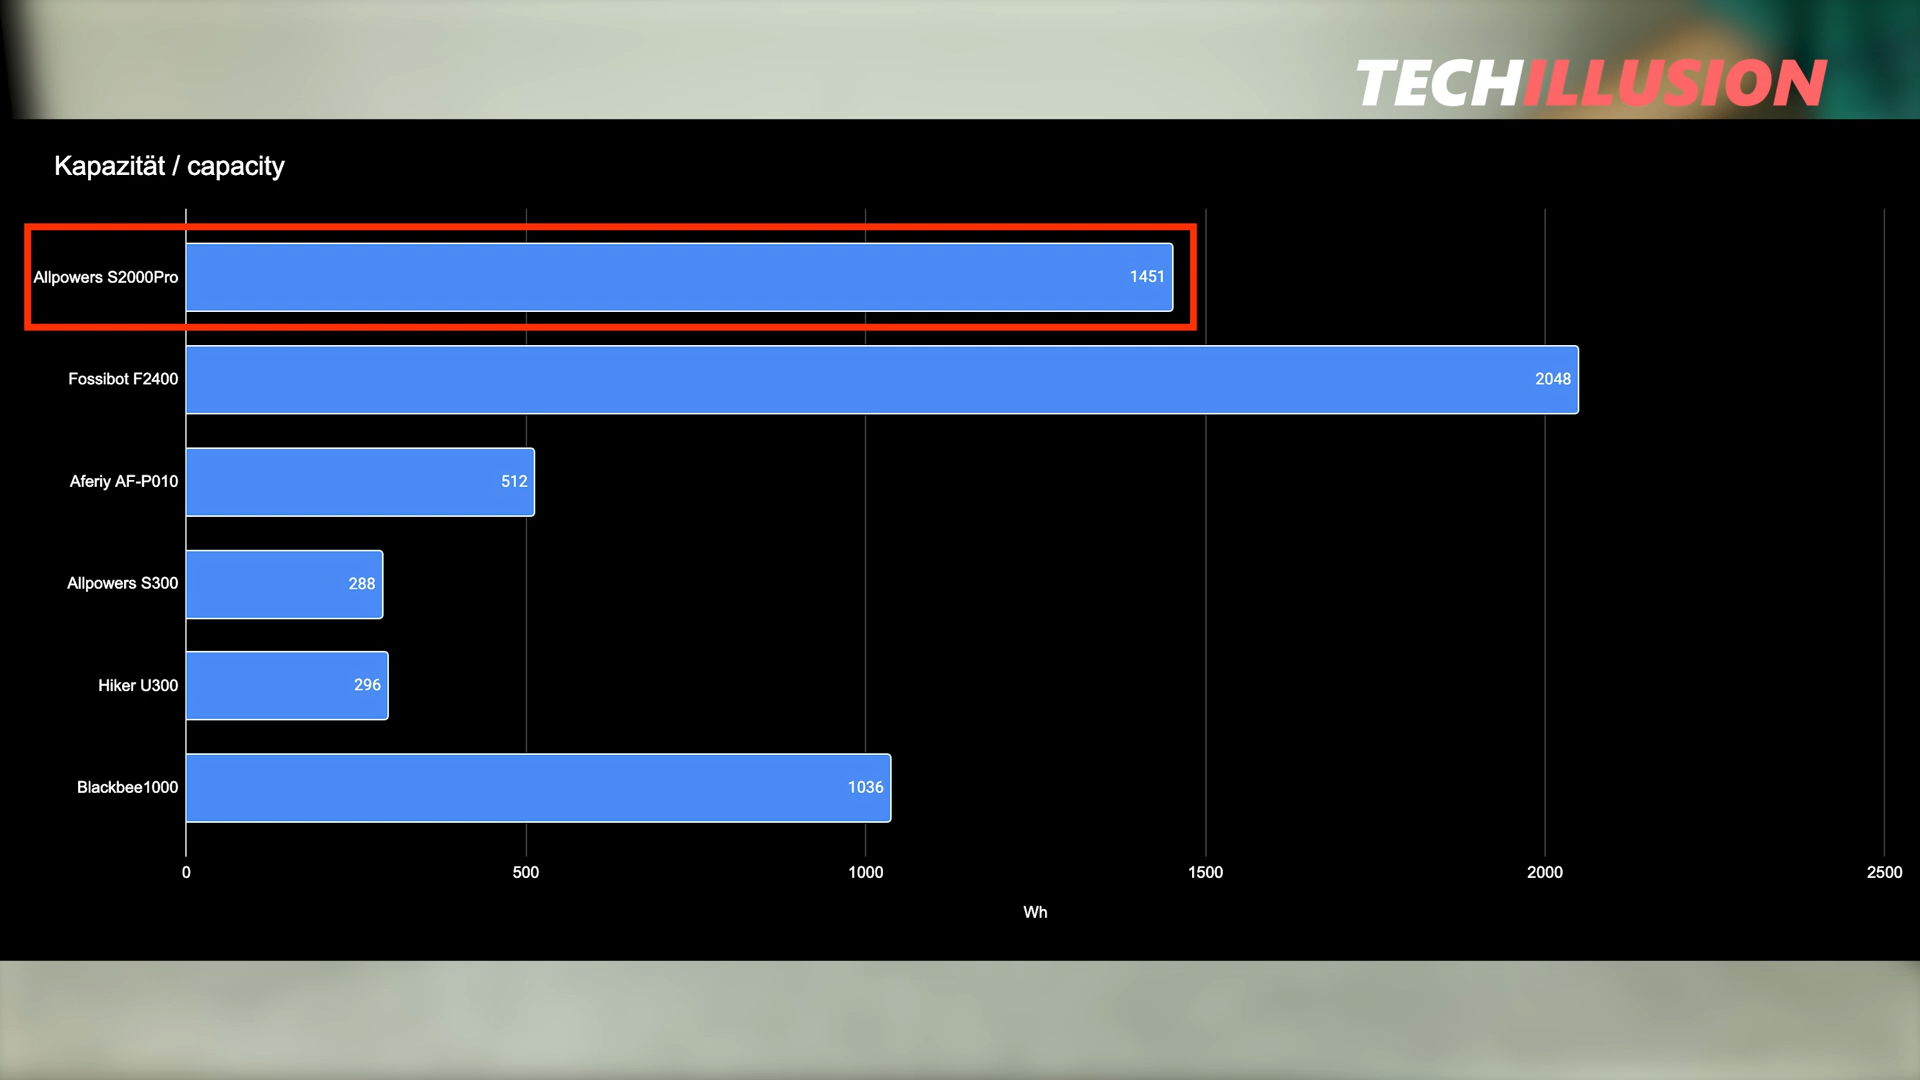 TECHILLUSION
Kapazität / capacity
Allpowers S2000Pro 1451
Fossibot F2400 2048
Aferiy AF-P010 512
Allpowers S300 288
Hiker U300 296
Blackbee1000 1036
0 500 1000 1500 2000 2500
Wh